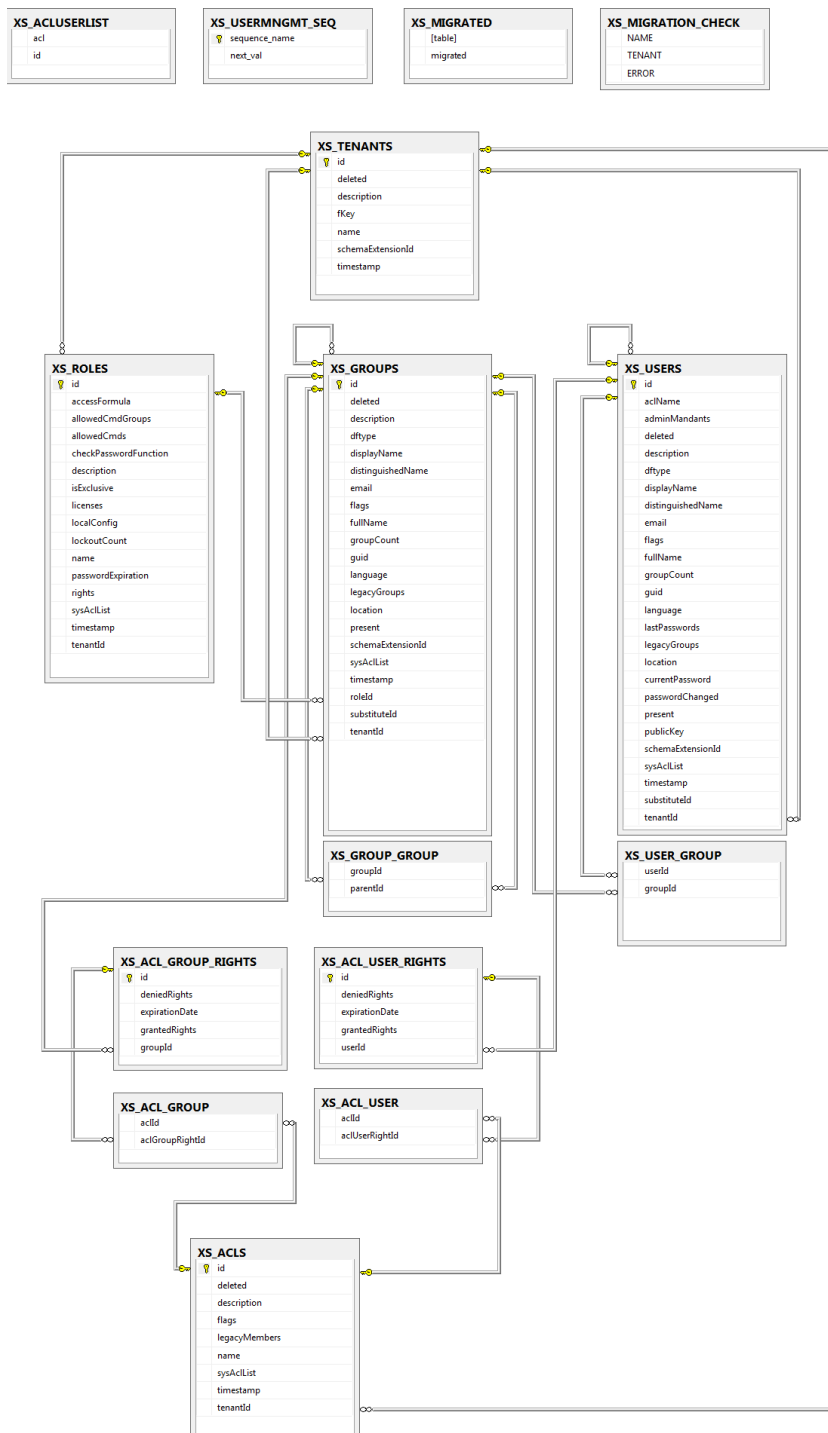 XS_ACLUSERLIST
acl
id
XS_USERMNGMT_SEQ
sequence_name
next_val
XS_MIGRATED
[table]
migrated
XS_MIGRATION_CHECK
NAME
TENANT
ERROR
XS_TENANTS
id
deleted
description
fKey
name
schemaExtensionId
timestamp
XS_ROLES
id
accessFormula
allowedCmdGroups
allowedCmds
checkPasswordFunction
description
isExclusive
licenses
localConfig
lockoutCount
name
passwordExpiration
rights
sysAclList
timestamp
tenantId
XS_GROUPS
id
deleted
description
dftype
displayName
distinguishedName
email
flags
fullName
groupCount
guid
language
legacyGroups
location
present
schemaExtensionId
sysAclList
timestamp
roleId
substituteId
tenantId
XS_USERS
id
aclName
adminMandants
deleted
description
dftype
displayName
distinguishedName
email
flags
fullName
groupCount
guid
language
lastPasswords
legacyGroups
location
currentPassword
passwordChanged
present
publicKey
schemaExtensionId
sysAclList
timestamp
substituteId
tenantId
XS_GROUP_GROUP
groupId
parentId
XS_USER_GROUP
userId
groupId
XS_ACL_GROUP_RIGHTS
id
deniedRights
expirationDate
grantedRights
groupId
XS_ACL_USER_RIGHTS
id
deniedRights
expirationDate
grantedRights
userId
XS_ACL_GROUP
aclId
aclGroupRightId
XS_ACL_USER
aclId
aclUserRightId
XS_ACLS
id
deleted
description
flags
legacyMembers
name
sysAclList
timestamp
tenantId